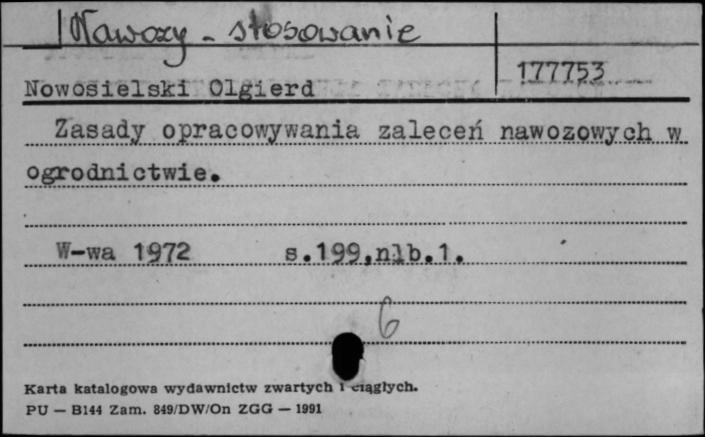 Nawozy - stosowanie
177753
Nowosielski Olgierd
Zasady opracowywania zaleceń nawozowych w
ogrodnictwie.
W-wa 1972 s.199,nlb.1.
6
Karta katalogowa wydawnictw zwartych i ciągłych.
PU — B144 Zam. 849/DW/On ZGG — 1991